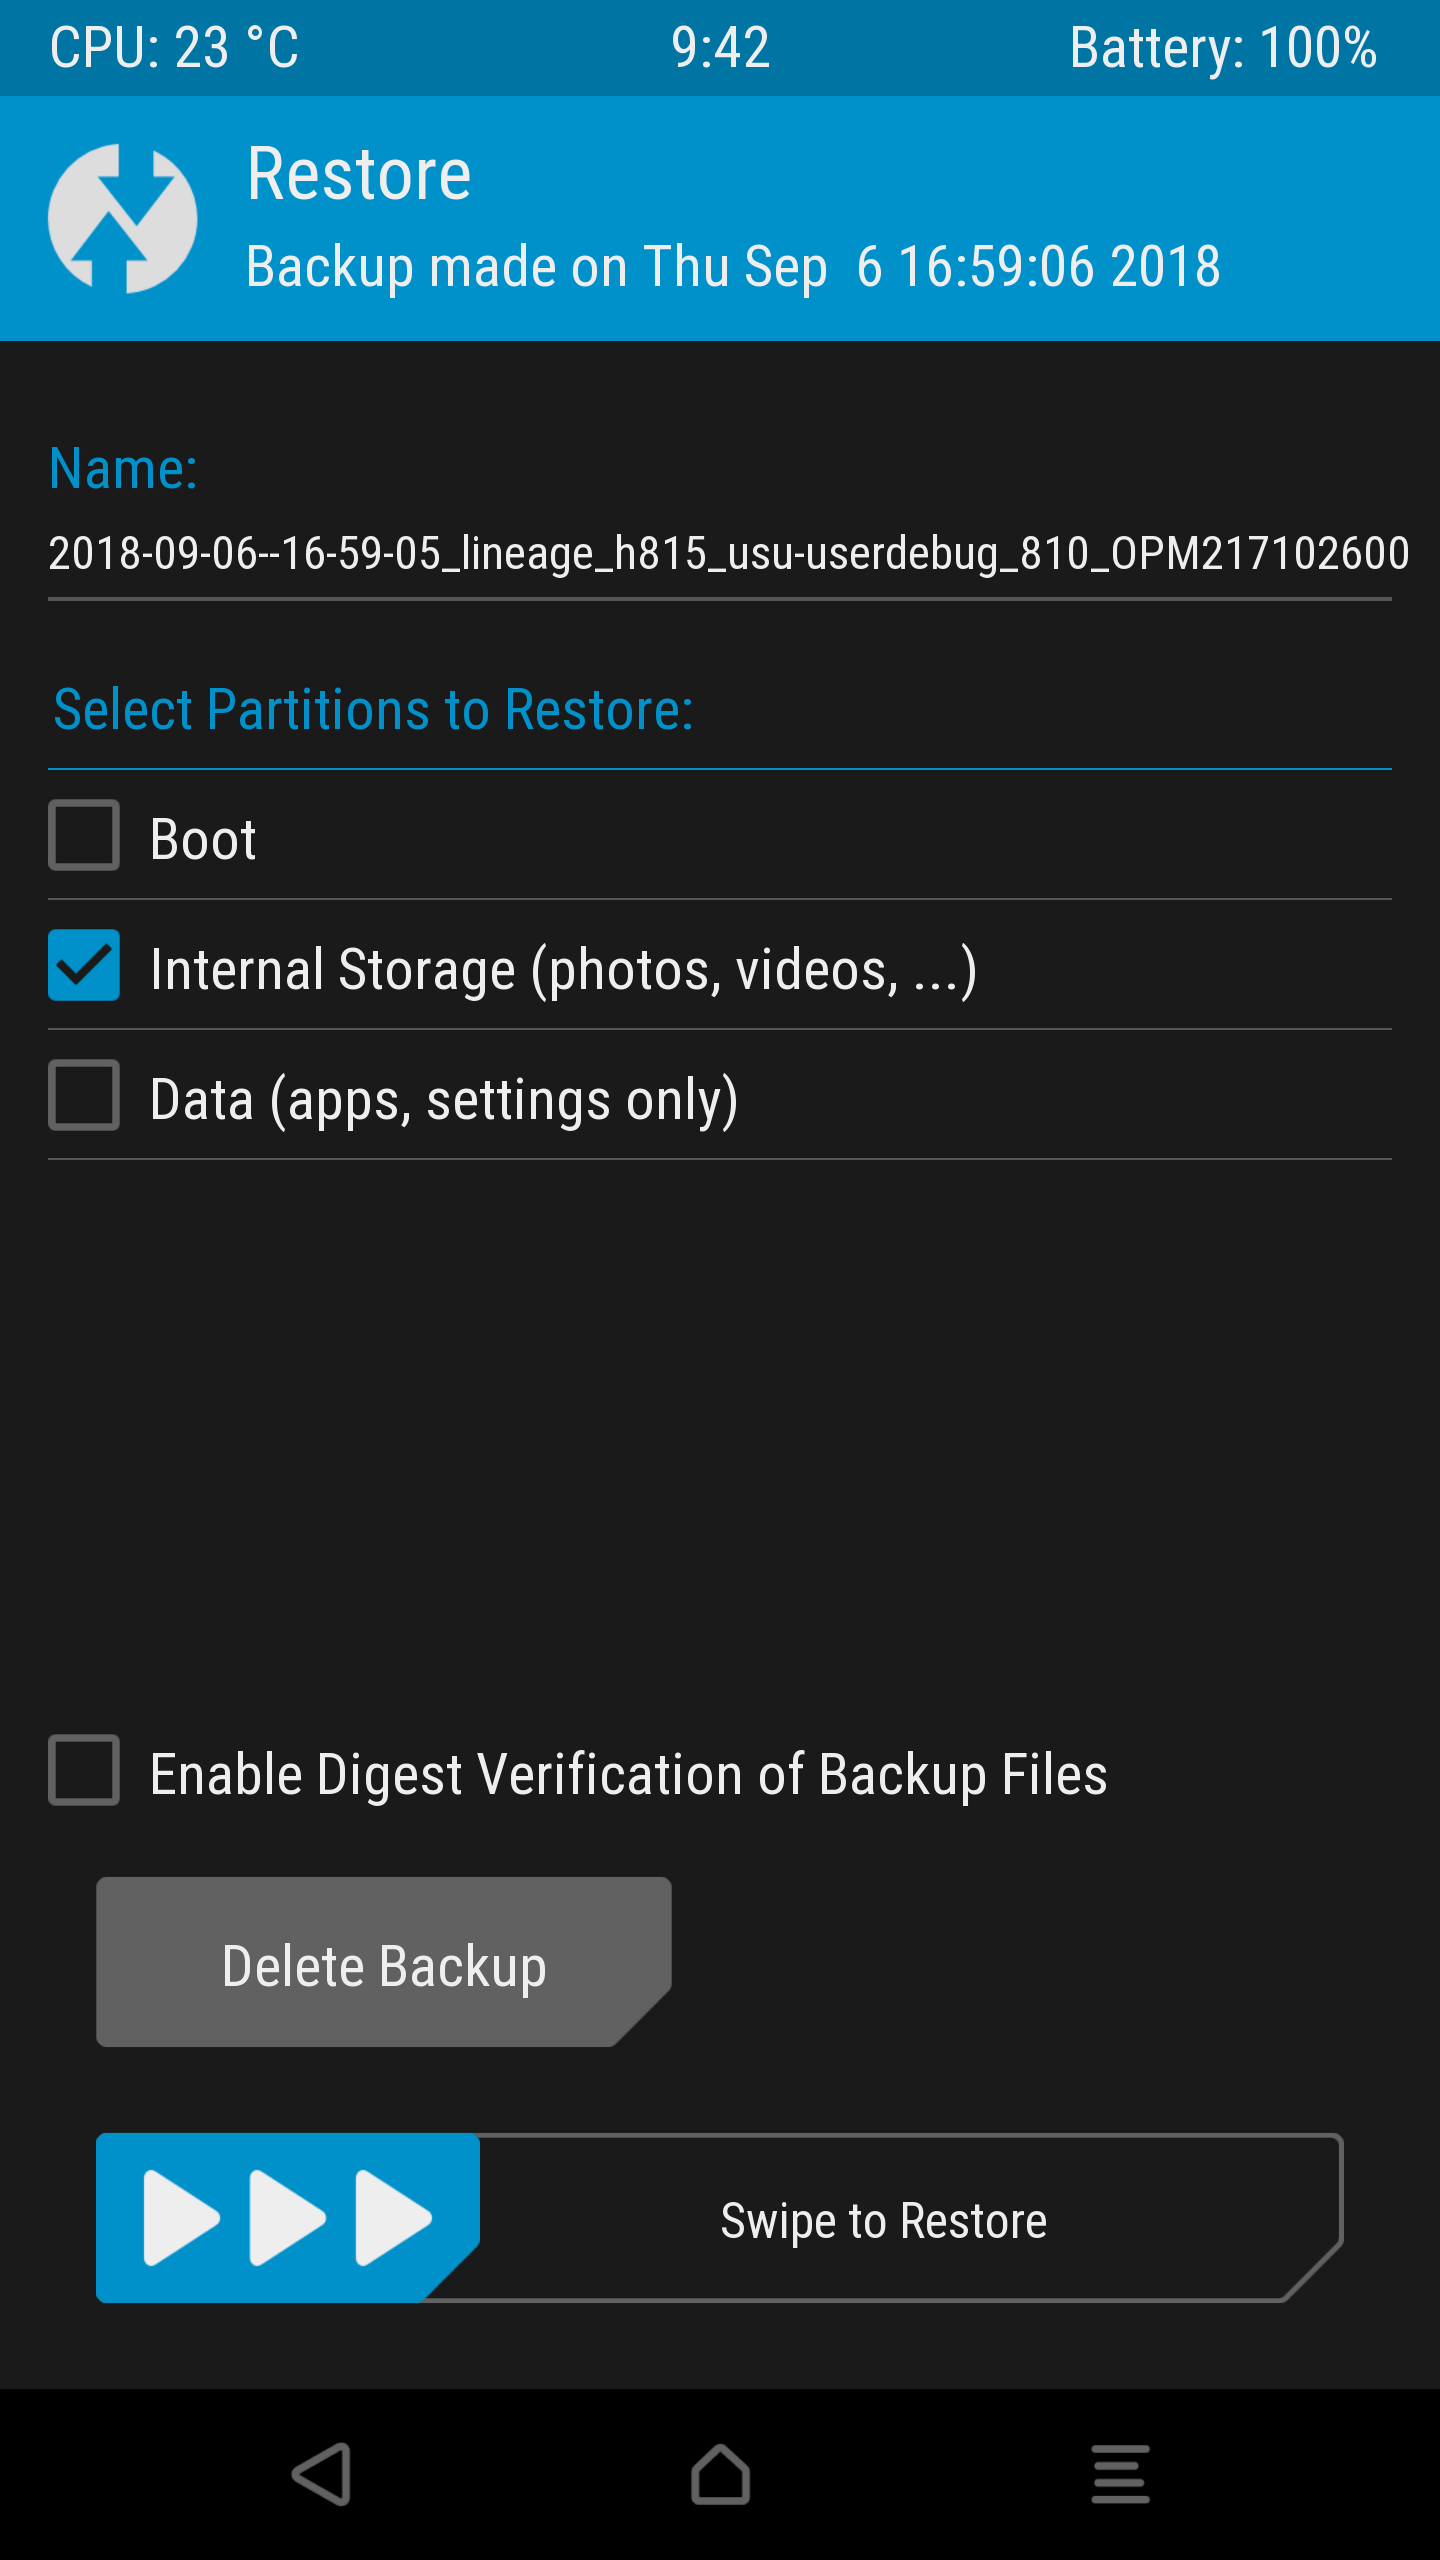 CPU: 23 °C 9:42 Battery: 100%
Restore
Backup made on Thu Sep  6 16:59:06 2018
Name:
2018-09-06--16-59-05_lineage_h815_usu-userdebug_810_OPM217102600
Select Partitions to Restore:
Boot
Internal Storage (photos, videos, ...)
Data (apps, settings only)
Enable Digest Verification of Backup Files
Delete Backup
Swipe to Restore